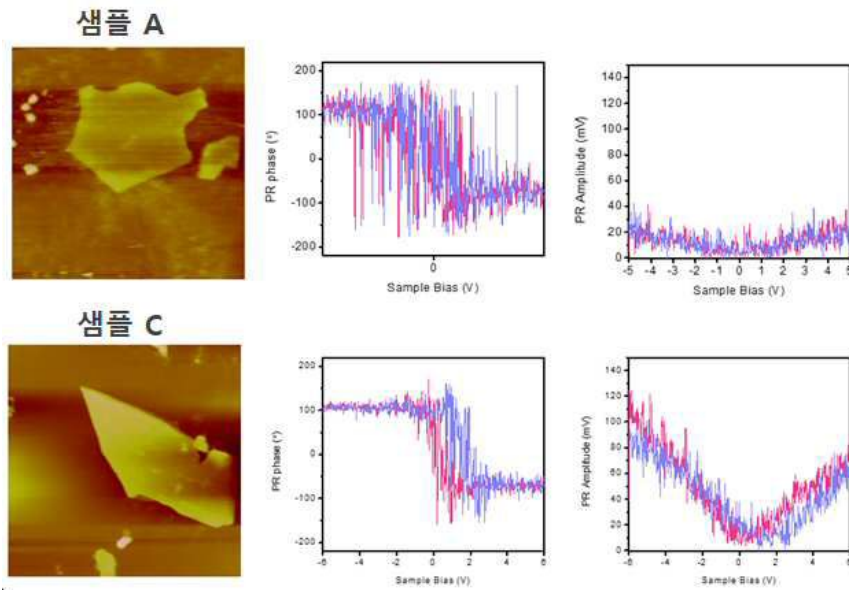 샘플 A
200
100
0
-100
-200
PR phase (°)
0
Sample Bias (V)
140
120
100
80
60
40
20
0
PR Amplitude (mV)
-5 -4 -3 -2 -1 0 1 2 3 4 5
Sample Bias (V)
샘플 C
200
100
0
-100
-200
PR phase (°)
-6 -4 -2 0 2 4 6
Sample Bias (V)
140
120
100
80
60
40
20
0
PR Amplitude (mV)
-6 -4 -2 0 2 4 6
Sample Bias (V)